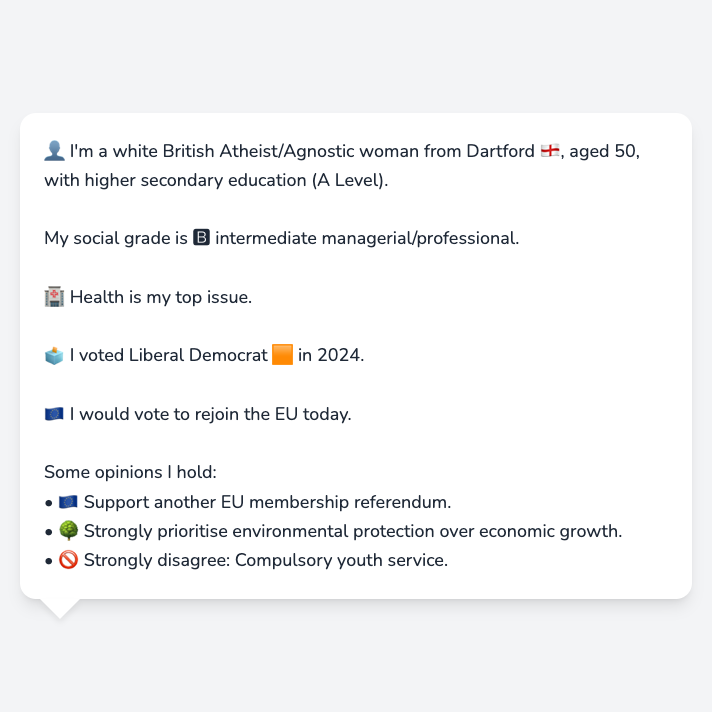 👤 I'm a white British Atheist/Agnostic woman from Dartford 🏴󠁧󠁢󠁥󠁮󠁧󠁿, aged 50,
with higher secondary education (A Level).
My social grade is 🅱 intermediate managerial/professional.
🏥 Health is my top issue.
🗳️ I voted Liberal Democrat 🟧 in 2024.
🇪🇺 I would vote to rejoin the EU today.
Some opinions I hold:
• 🇪🇺 Support another EU membership referendum.
• 🌳 Strongly prioritise environmental protection over economic growth.
• 🚫 Strongly disagree: Compulsory youth service.